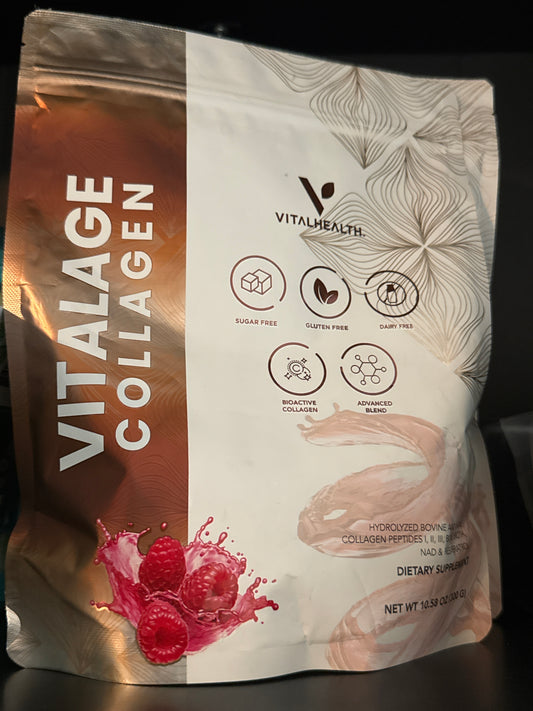 VITALAGE
COLLAGEN
VITALHEALTH.
SUGAR FREE
GLUTEN FREE
DAIRY FREE
BIOACTIVE
COLLAGEN
ADVANCED
BLEND
HYDROLYZED BOVINE
COLLAGEN PEPTIDES I, II, III,
NAD &
DIETARY SUPPLEMENT
NET WT 10.58 OZ (300 G)